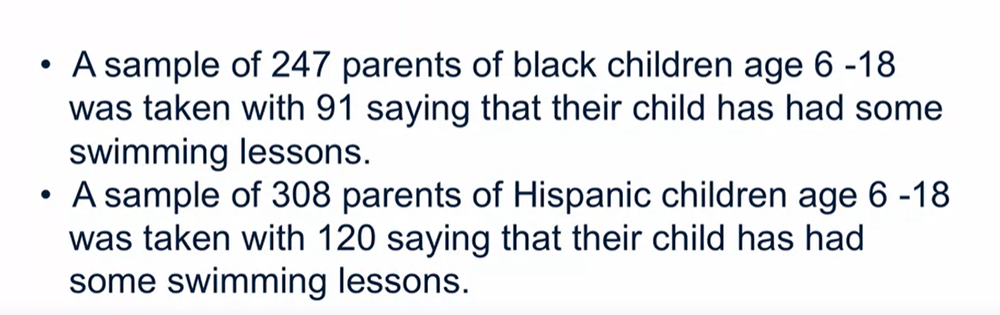 • A sample of 247 parents of black children age 6 -18
was taken with 91 saying that their child has had some
swimming lessons.
• A sample of 308 parents of Hispanic children age 6 -18
was taken with 120 saying that their child has had
some swimming lessons.